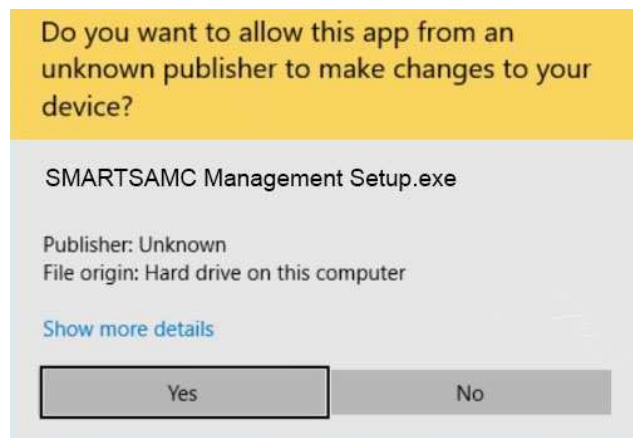 Do you want to allow this app from an
unknown publisher to make changes to your
device?
SMARTSAMC Management Setup.exe
Publisher: Unknown
File origin: Hard drive on this computer
Show more details
Yes
No